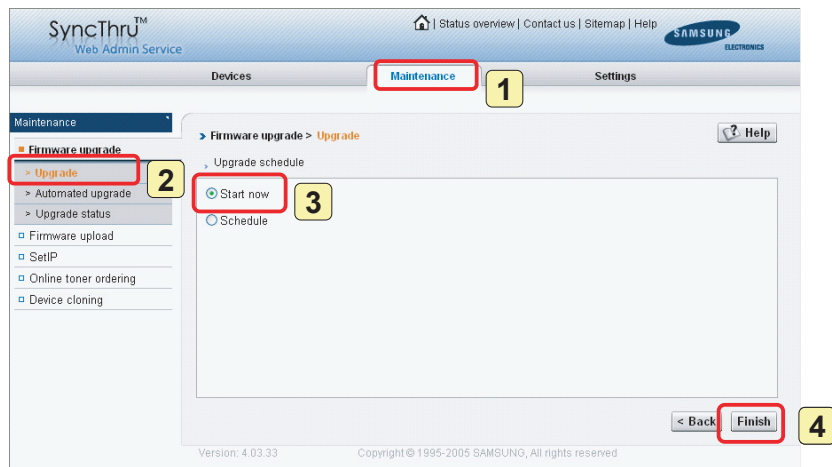 SyncThru™
Web Admin Service
| Status overview | Contact us | Sitemap | Help
SAMSUNG
ELECTRONICS
Devices
Maintenance
1
Settings
Maintenance
Firmware upgrade
> Upgrade
2
> Automated upgrade
> Upgrade status
Firmware upload
SetIP
Online toner ordering
Device cloning
Firmware upgrade > Upgrade
Help
Upgrade schedule
Start now
3
Schedule
< Back
Finish
4
Version: 4.03.33
Copyright © 1995-2005 SAMSUNG, All rights reserved